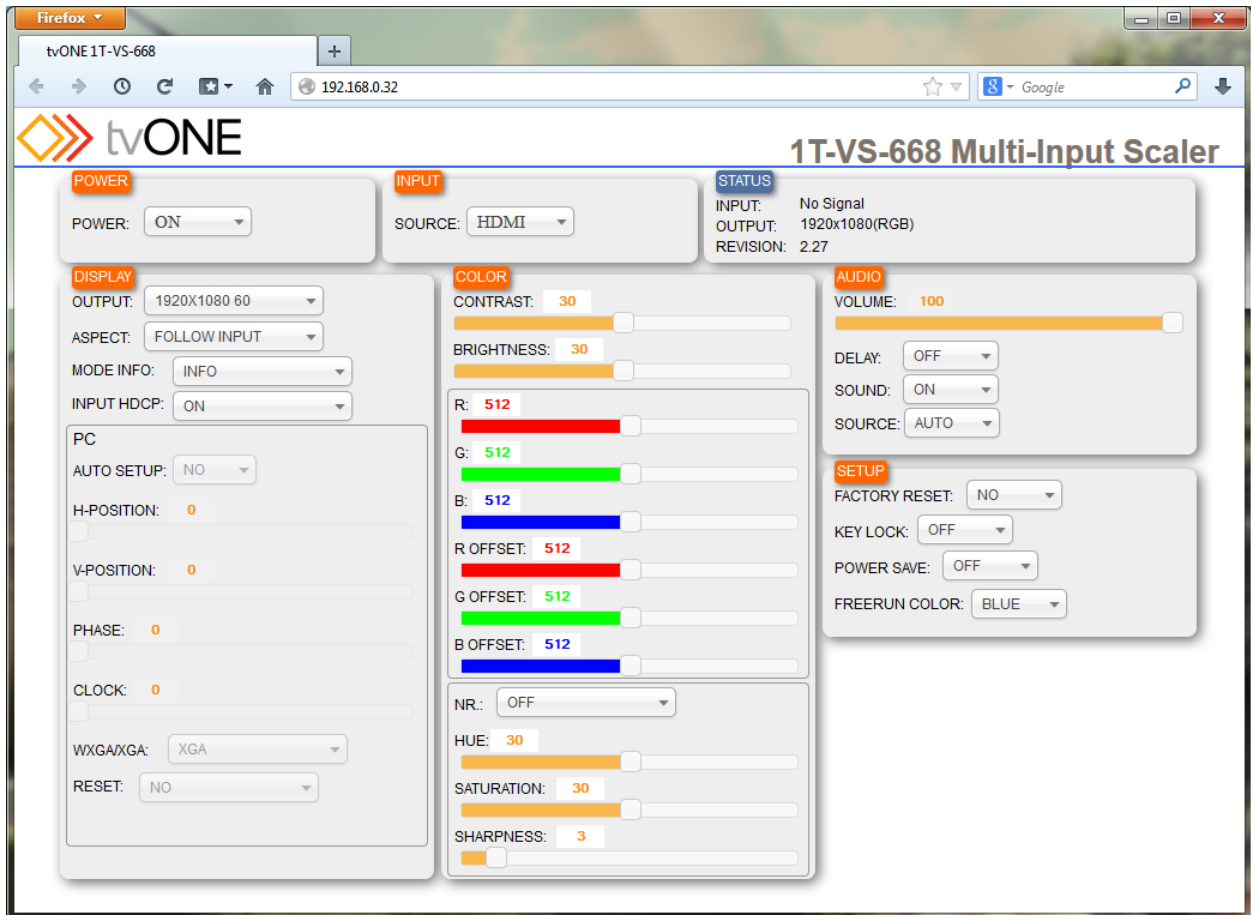 Firefox
tvONE 1T-VS-668
192.168.0.32
8 Google
tvONE
1T-VS-668 Multi-Input Scaler
POWER
POWER: ON
INPUT
SOURCE: HDMI
STATUS
INPUT: No Signal
OUTPUT: 1920x1080(RGB)
REVISION: 2.27
DISPLAY
OUTPUT: 1920X1080 60
ASPECT: FOLLOW INPUT
MODE INFO: INFO
INPUT HDCP: ON
PC
AUTO SETUP: NO
H-POSITION: 0
V-POSITION: 0
PHASE: 0
CLOCK: 0
WXGA/XGA: XGA
RESET: NO
COLOR
CONTRAST: 30
BRIGHTNESS: 30
R: 512
G: 512
B: 512
R OFFSET: 512
G OFFSET: 512
B OFFSET: 512
NR.: OFF
HUE: 30
SATURATION: 30
SHARPNESS: 3
AUDIO
VOLUME: 100
DELAY: OFF
SOUND: ON
SOURCE: AUTO
SETUP
FACTORY RESET: NO
KEY LOCK: OFF
POWER SAVE: OFF
FREERUN COLOR: BLUE